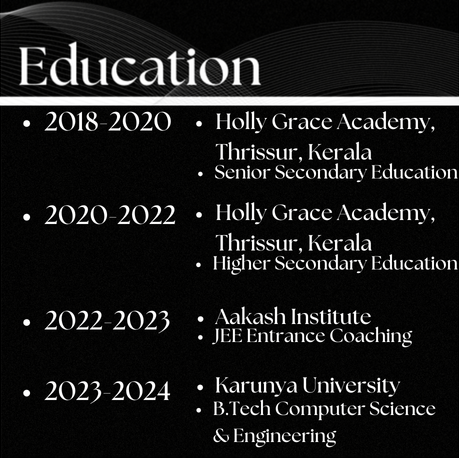 Education
• 2018-2020
• Holly Grace Academy,
Thrissur, Kerala
• Senior Secondary Education
• 2020-2022
• Holly Grace Academy,
Thrissur, Kerala
• Higher Secondary Education
• 2022-2023
• Aakash Institute
• JEE Entrance Coaching
• 2023-2024
• Karunya University
• B.Tech Computer Science
& Engineering